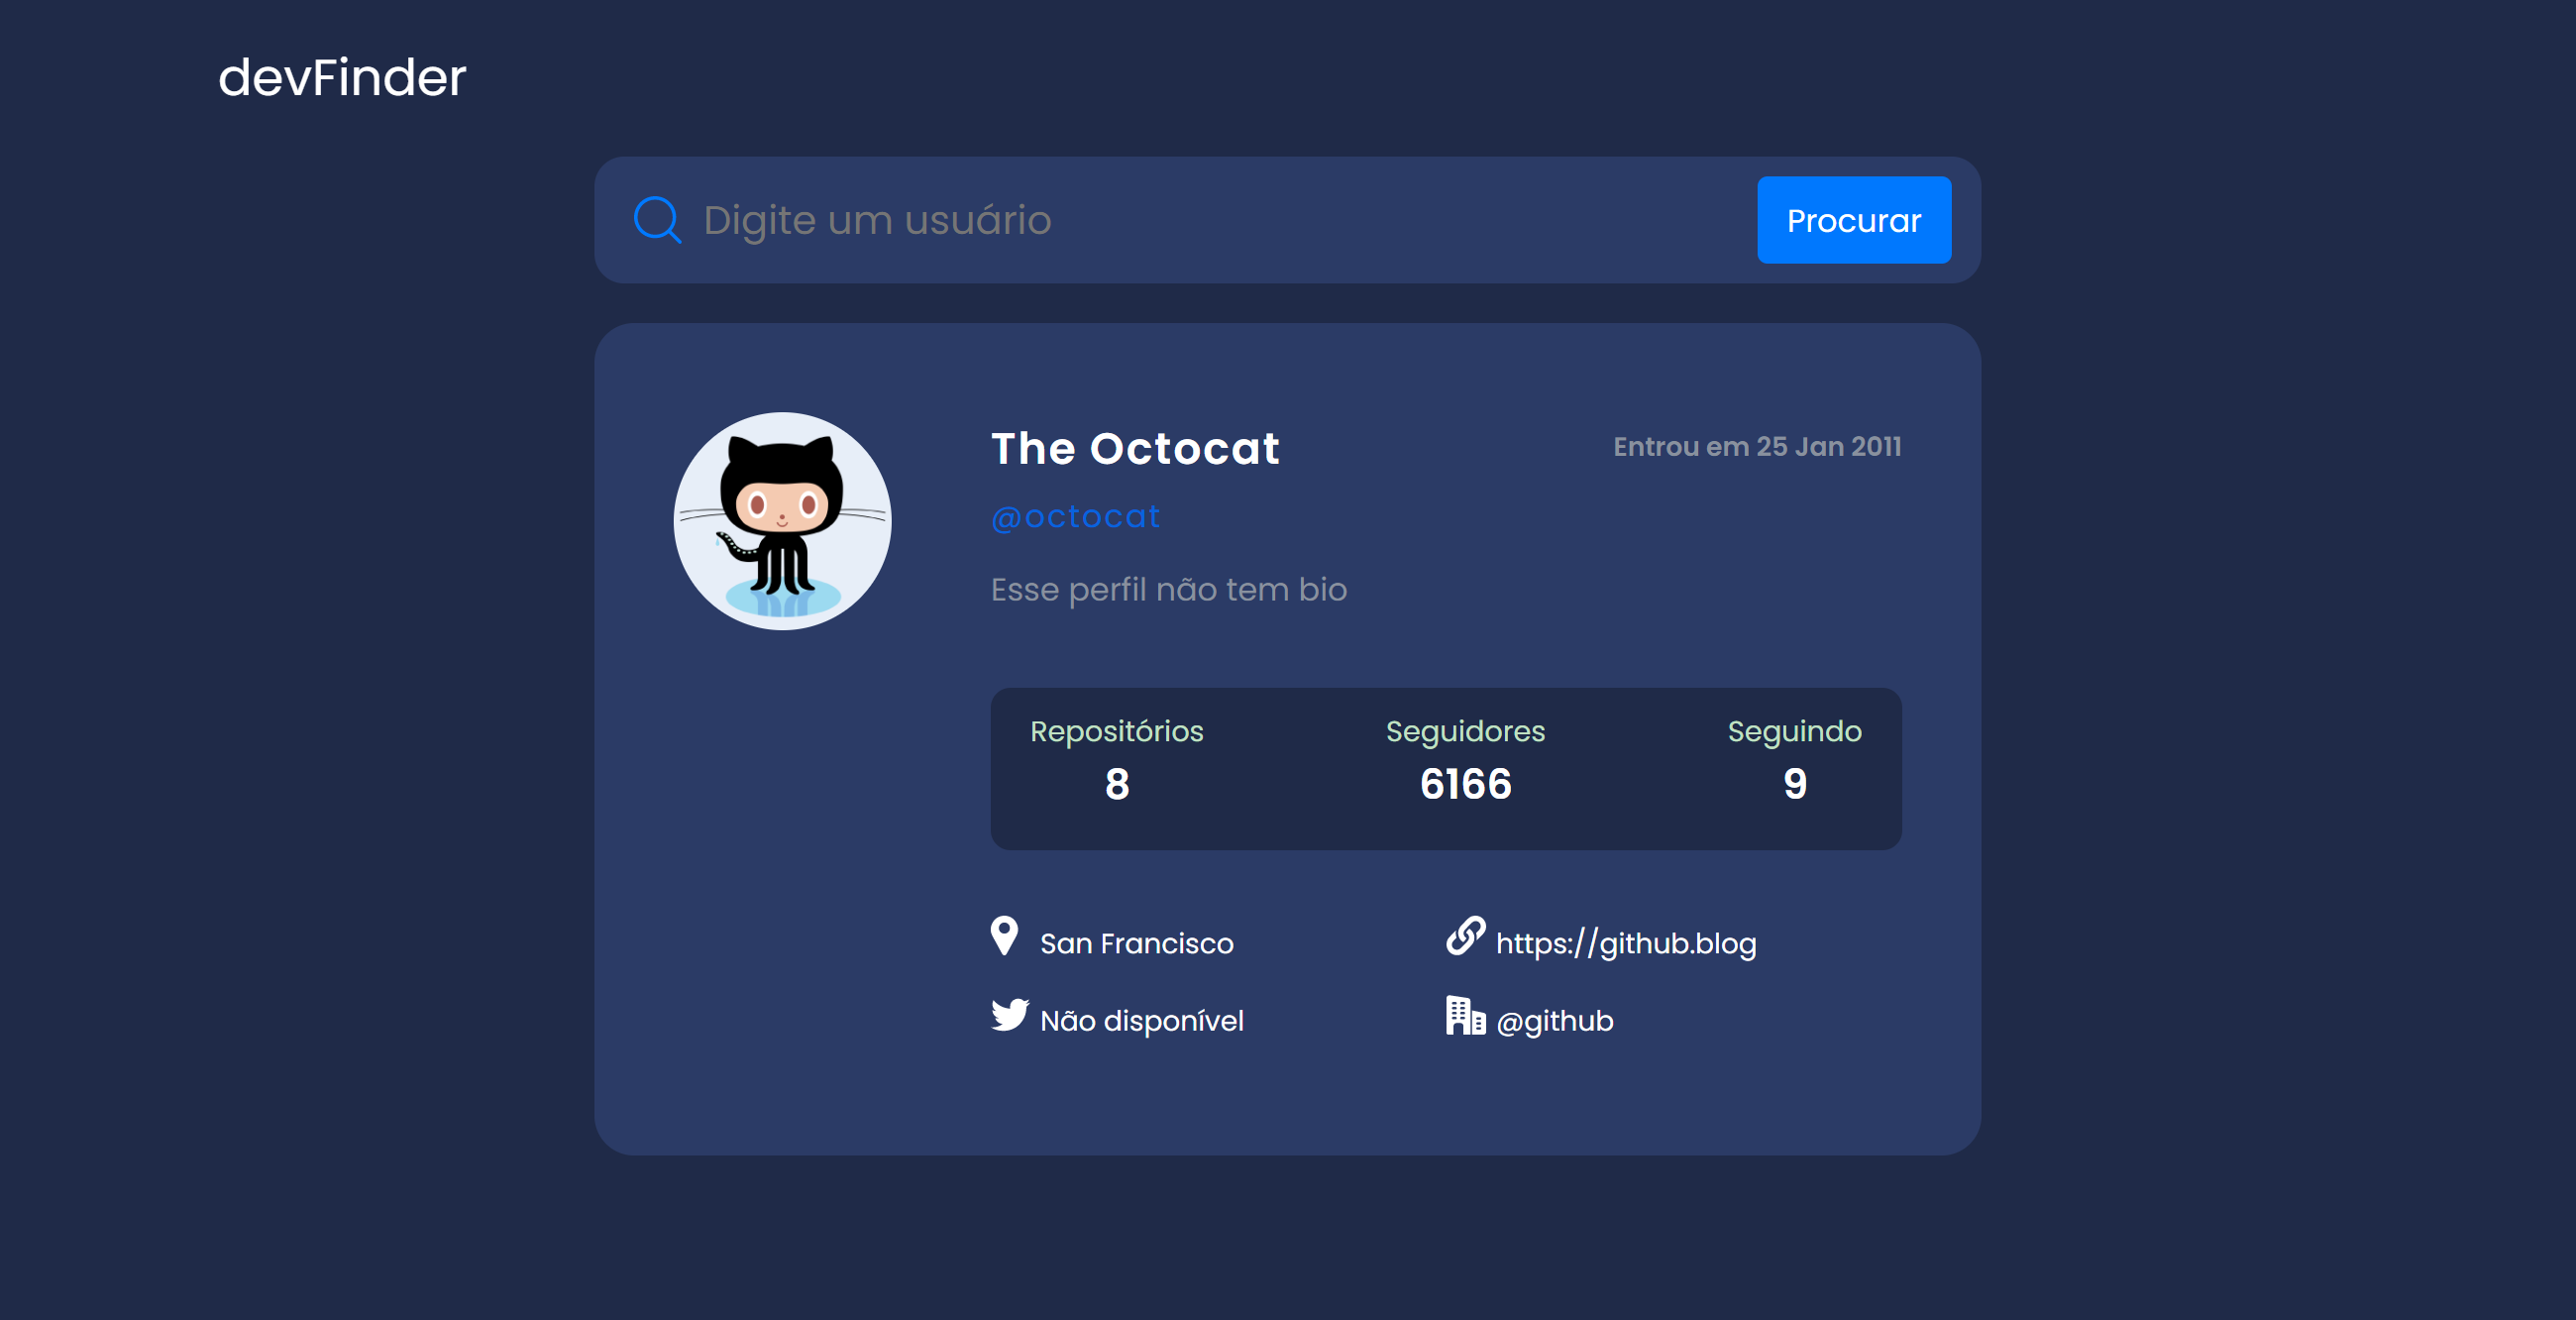 devFinder
Digite um usuário
Procurar
The Octocat
Entrou em 25 Jan 2011
@octocat
Esse perfil não tem bio
Repositórios
Seguidores
Seguindo
8
6166
9
San Francisco
https://github.blog
Não disponível
@github